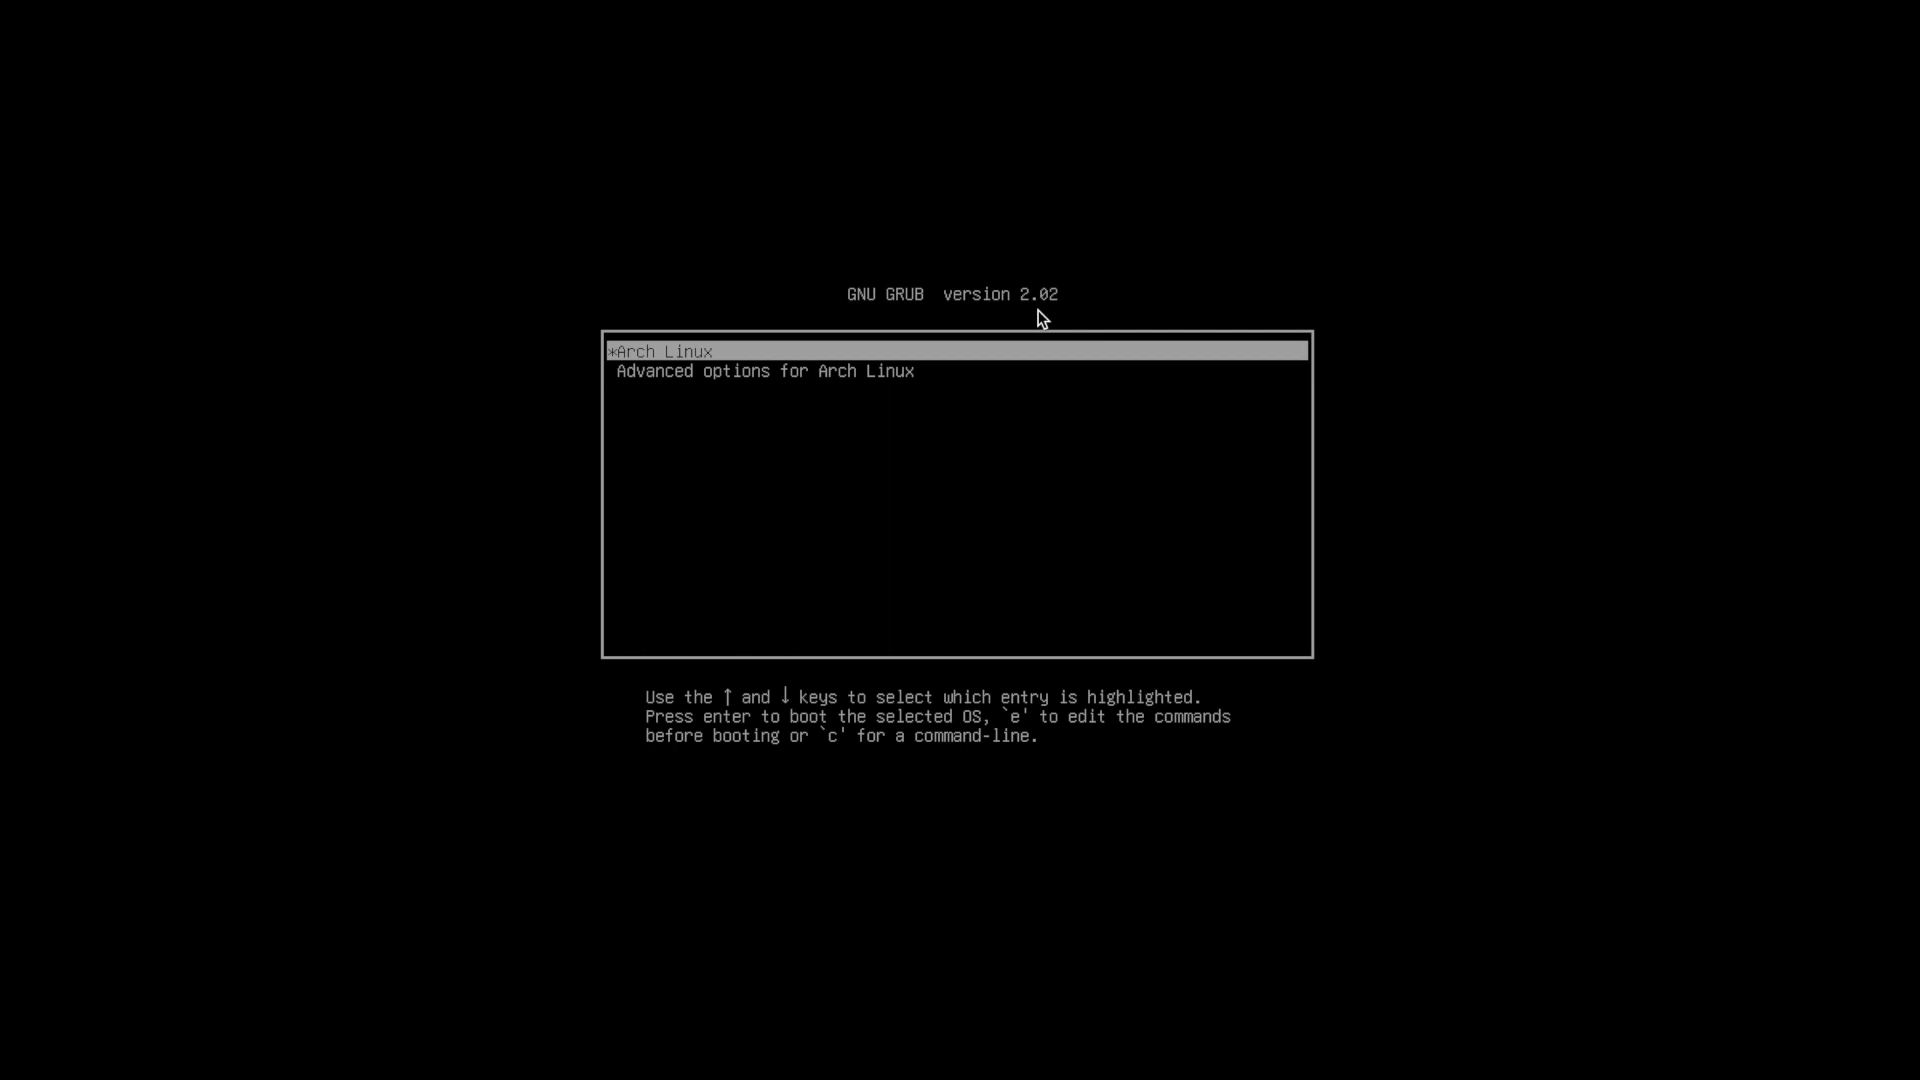 GNU GRUB  version 2.02
*Arch Linux
Advanced options for Arch Linux
Use the ↑ and ↓ keys to select which entry is highlighted.
Press enter to boot the selected OS, `e' to edit the commands
before booting or `c' for a command-line.